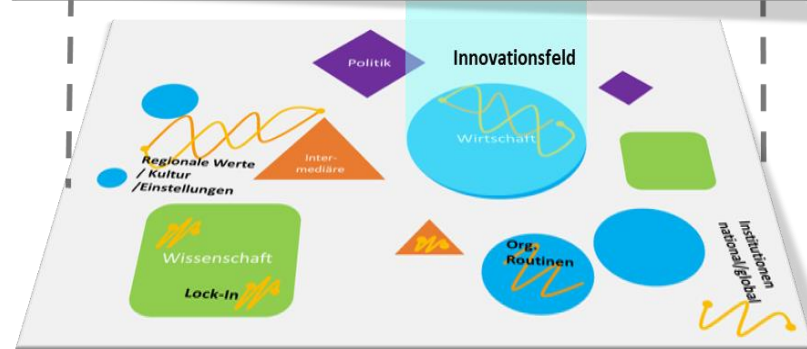 Politik
Innovationsfeld
Wirtschaft
Regionale Werte
/ Kultur
/Einstellungen
Inter-
mediäre
Wissenschaft
Lock-In
Org.
Routinen
Institutionen
national/global